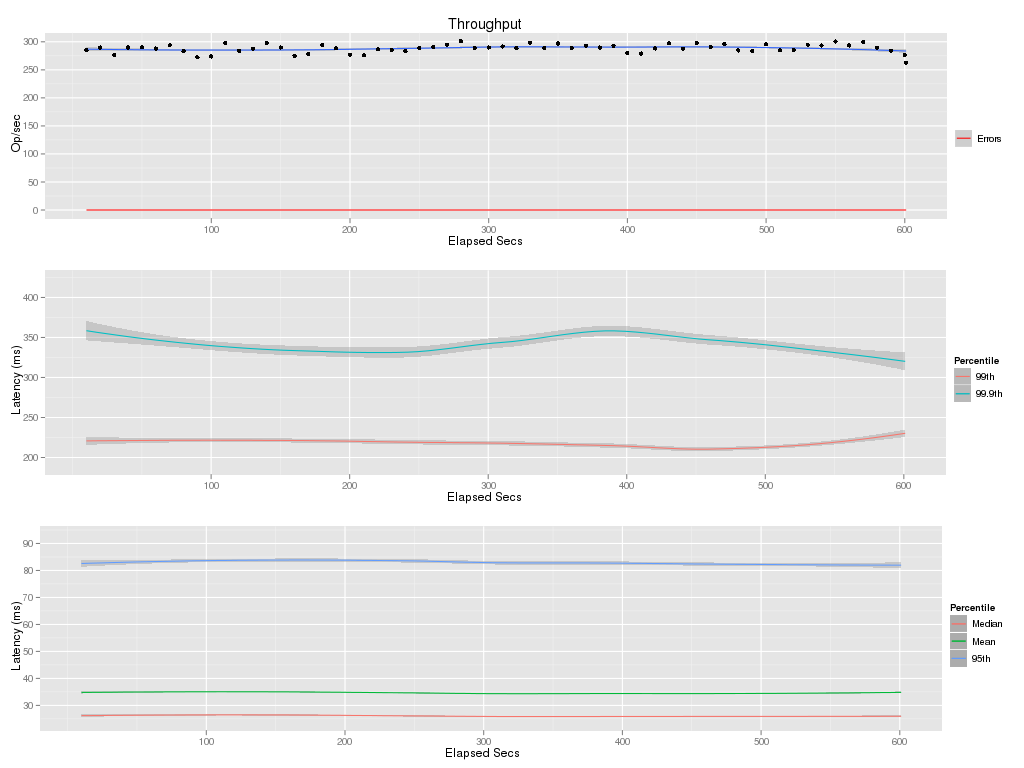 Throughput
300
250
200
150
100
50
0
Op/sec
100 200 300 400 500 600
Elapsed Secs
Errors
400
350
300
250
200
Latency (ms)
100 200 300 400 500 600
Elapsed Secs
Percentile
99th
99.9th
90
80
70
60
50
40
30
Latency (ms)
100 200 300 400 500 600
Elapsed Secs
Percentile
Median
Mean
95th